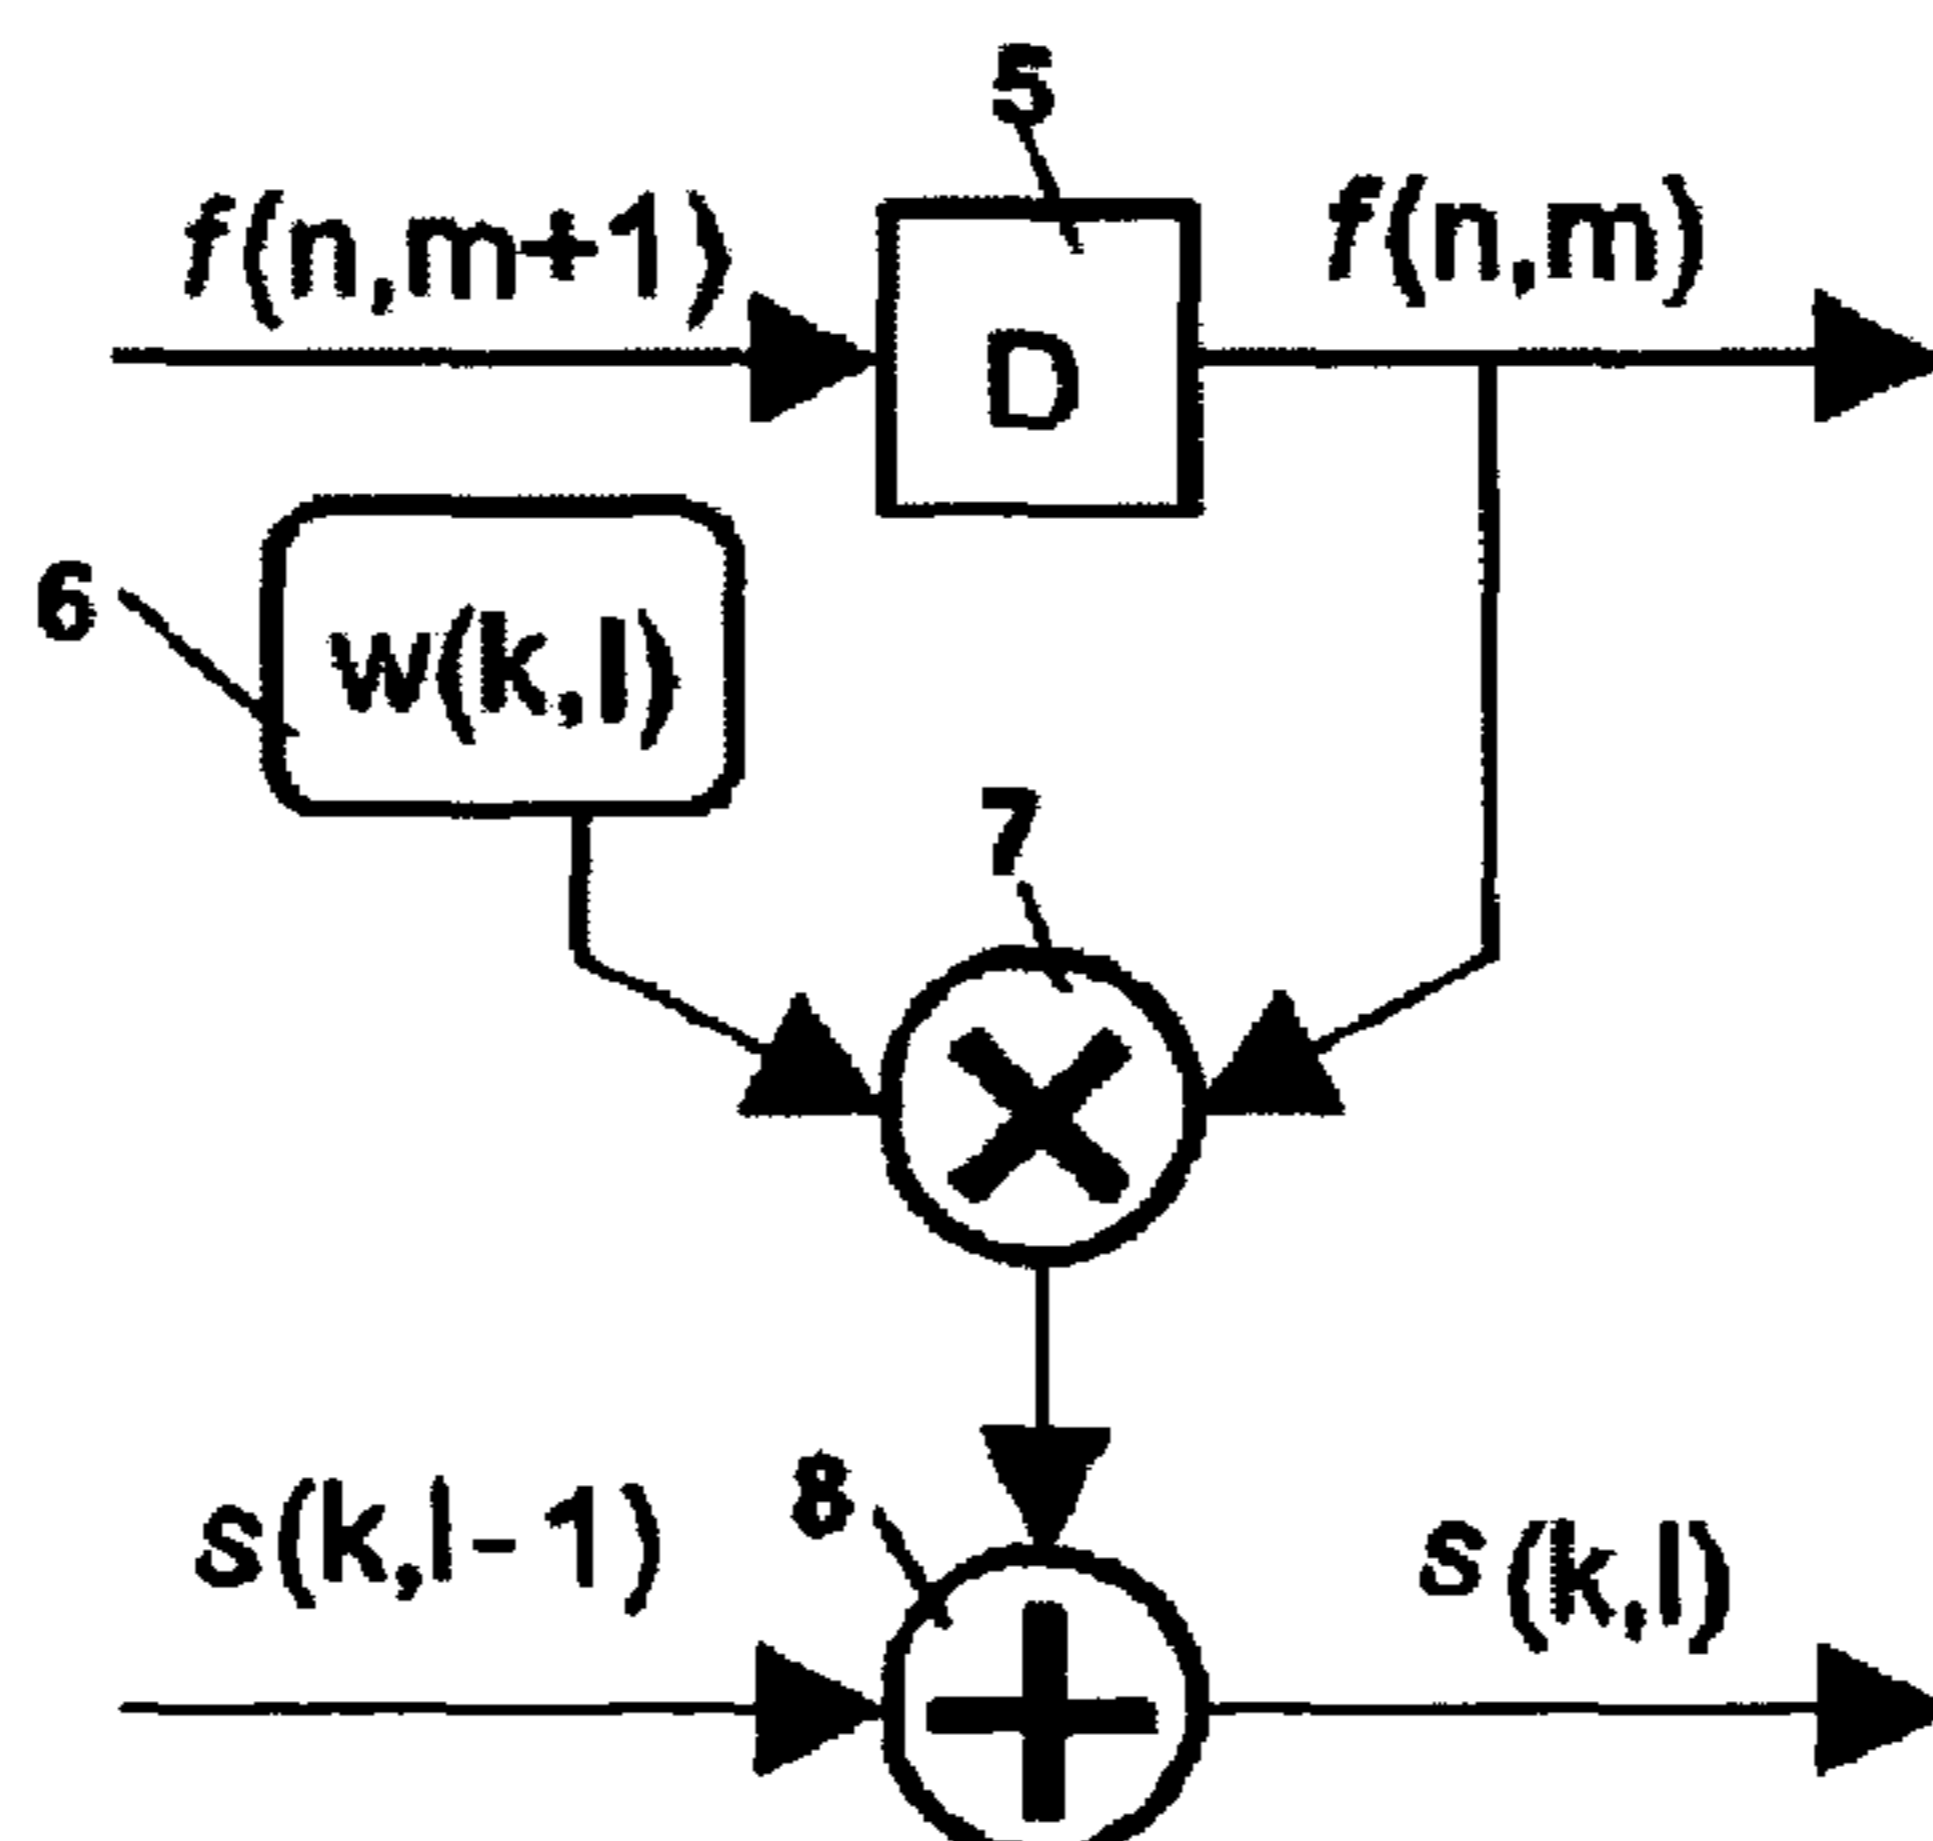 5
f(n,m+1)
f(n,m)
D
6
w(k,l)
7
×
8
s(k,l-1)
s(k,l)
+